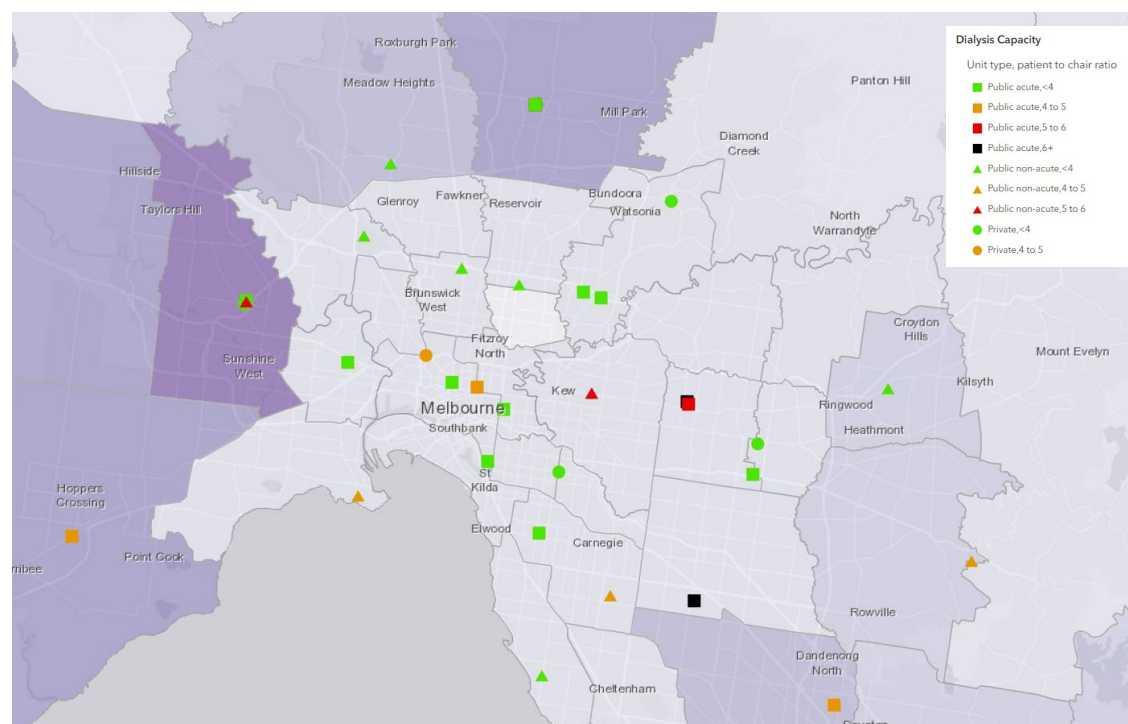 Dialysis Capacity
Unit type, patient to chair ratio
Public acute,<4
Public acute,4 to 5
Public acute,5 to 6
Public acute,6+
Public non-acute,<4
Public non-acute,4 to 5
Public non-acute,5 to 6
Private,<4
Private,4 to 5
Roxburgh Park
Meadow Heights
Mill Park
Panton Hill
Diamond
Creek
Hillside
Taylors Hill
Glenroy
Fawkner
Reservoir
Bundoora
Watsonia
North
Warrandyte
Brunswick
West
Fitzroy
North
Croydon
Hills
Mount Evelyn
Sunshine
West
Kew
Kilsyth
Melbourne
Southbank
Ringwood
Heathmont
St
Kilda
Hoppers
Crossing
Elwood
Carnegie
Point Cook
rribee
Rowville
Dandenong
North
Cheltenham